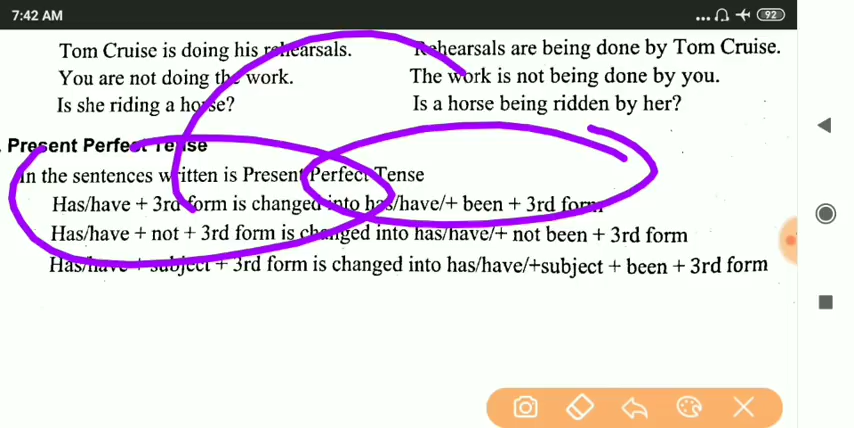 7:42 AM
92
Tom Cruise is doing his rehearsals. Rehearsals are being done by Tom Cruise.
You are not doing the work. The work is not being done by you.
Is she riding a horse? Is a horse being ridden by her?
. Present Perfect Tense
In the sentences written is Present Perfect Tense
Has/have + 3rd form is changed into has/have/+ been + 3rd form
Has/have + not + 3rd form is changed into has/have/+ not been + 3rd form
Has/have + subject + 3rd form is changed into has/have/+subject + been + 3rd form